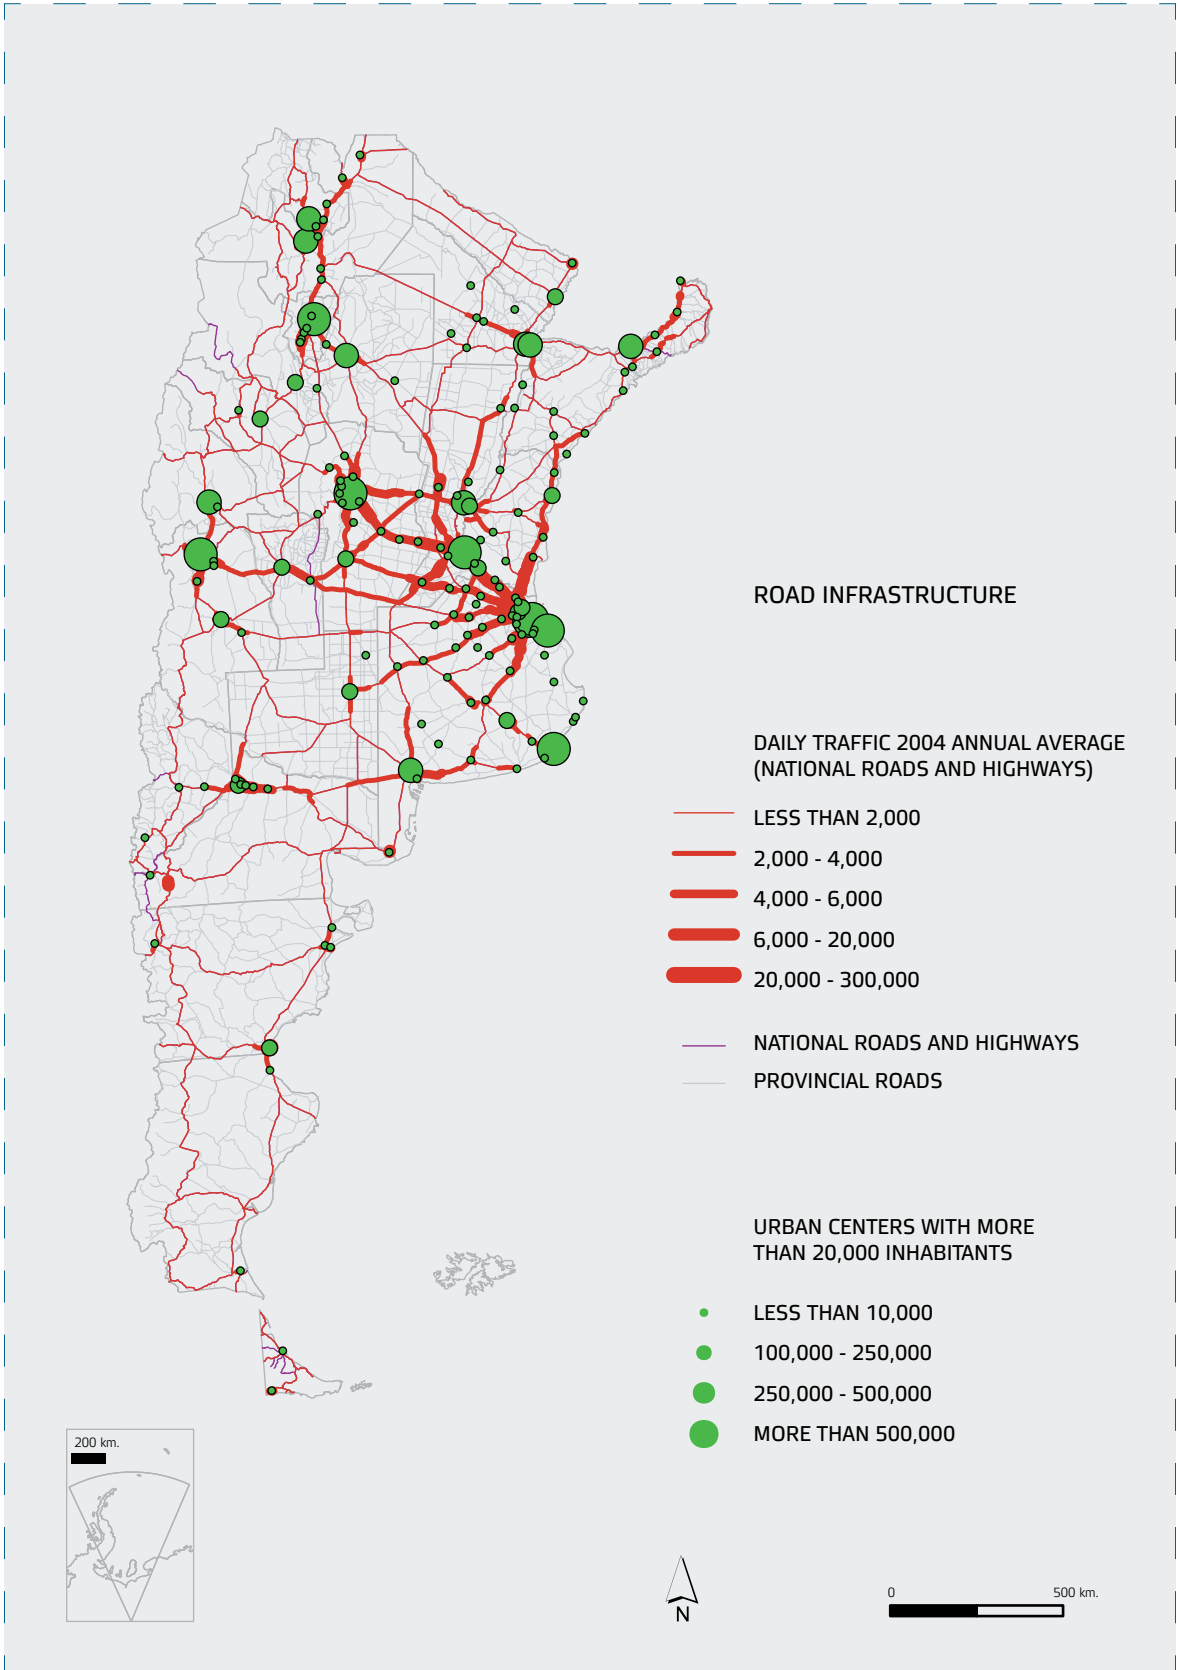 ROAD INFRASTRUCTURE
DAILY TRAFFIC 2004 ANNUAL AVERAGE
(NATIONAL ROADS AND HIGHWAYS)
LESS THAN 2,000
2,000 - 4,000
4,000 - 6,000
6,000 - 20,000
20,000 - 300,000
NATIONAL ROADS AND HIGHWAYS
PROVINCIAL ROADS
URBAN CENTERS WITH MORE
THAN 20,000 INHABITANTS
LESS THAN 10,000
100,000 - 250,000
250,000 - 500,000
MORE THAN 500,000
200 km.
N
0 500 km.